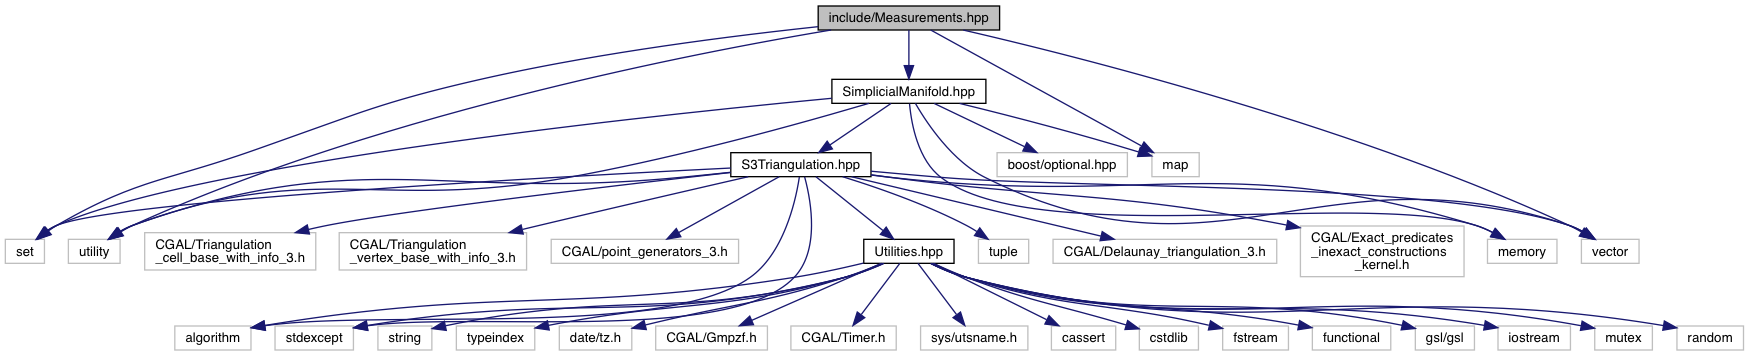 include/Measurements.hpp
SimplicialManifold.hpp
S3Triangulation.hpp
boost/optional.hpp
map
set
utility
CGAL/Triangulation
_cell_base_with_info_3.h
CGAL/Triangulation
_vertex_base_with_info_3.h
CGAL/point_generators_3.h
Utilities.hpp
tuple
CGAL/Delaunay_triangulation_3.h
CGAL/Exact_predicates
_inexact_constructions
_kernel.h
memory
vector
algorithm
stdexcept
string
typeindex
date/tz.h
CGAL/Gmpzf.h
CGAL/Timer.h
sys/utsname.h
cassert
cstdlib
fstream
functional
gsl/gsl
iostream
mutex
random